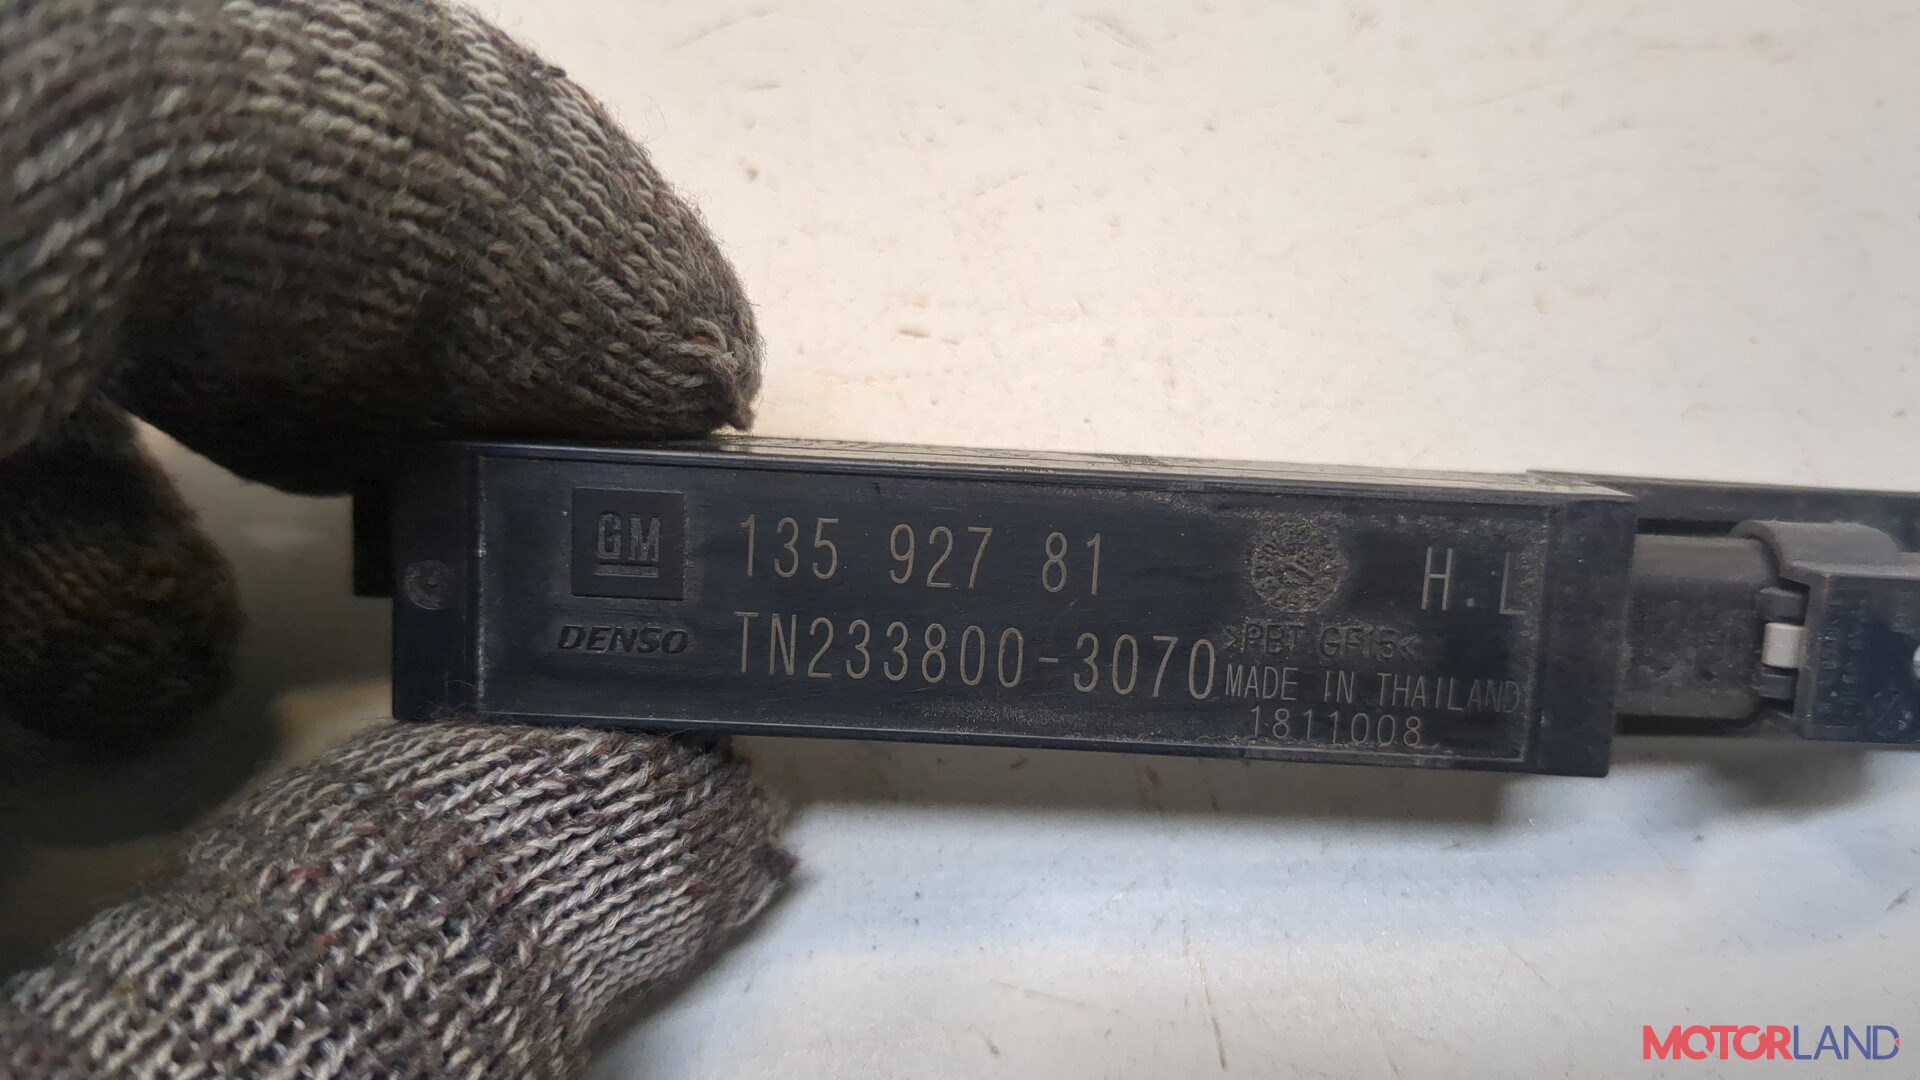 GM 135 927 81 H.L
DENSO TN233800-3070 >PBT GF15<
MADE IN THAILAND
1811008
MOTORLAND